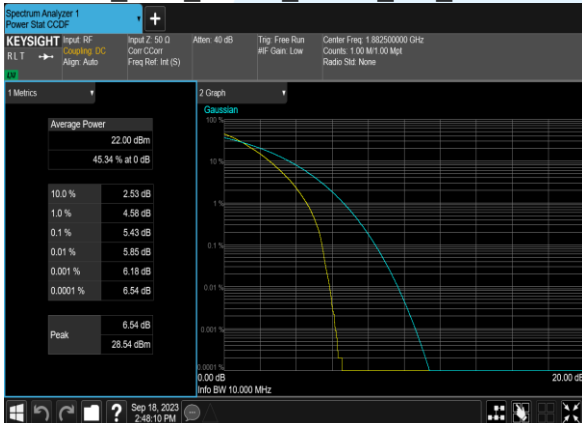 Spectrum Analyzer 1
Power Stat CCDF
KEYSIGHT Input: RF Input Z: 50 Ω Atten: 40 dB Trig: Free Run Center Freq: 1.882500000 GHz
R L T Coupling: DC Corr CCorr #IF Gain: Low Counts: 1.00 M/1.00 Mpt
Align: Auto Freq Ref: Int (S) Radio Std: None
1 Metrics
2 Graph
Average Power
22.00 dBm
45.34 % at 0 dB
10.0 % 2.53 dB
1.0 % 4.58 dB
0.1 % 5.43 dB
0.01 % 5.85 dB
0.001 % 6.18 dB
0.0001 % 6.54 dB
Peak 6.54 dB
28.54 dBm
Gaussian
100 %
10 %
1 %
0.1 %
0.01 %
0.001 %
0.0001 %
0.00 dB 20.00 dB
Info BW 10.000 MHz
? Sep 18, 2023
2:48:10 PM